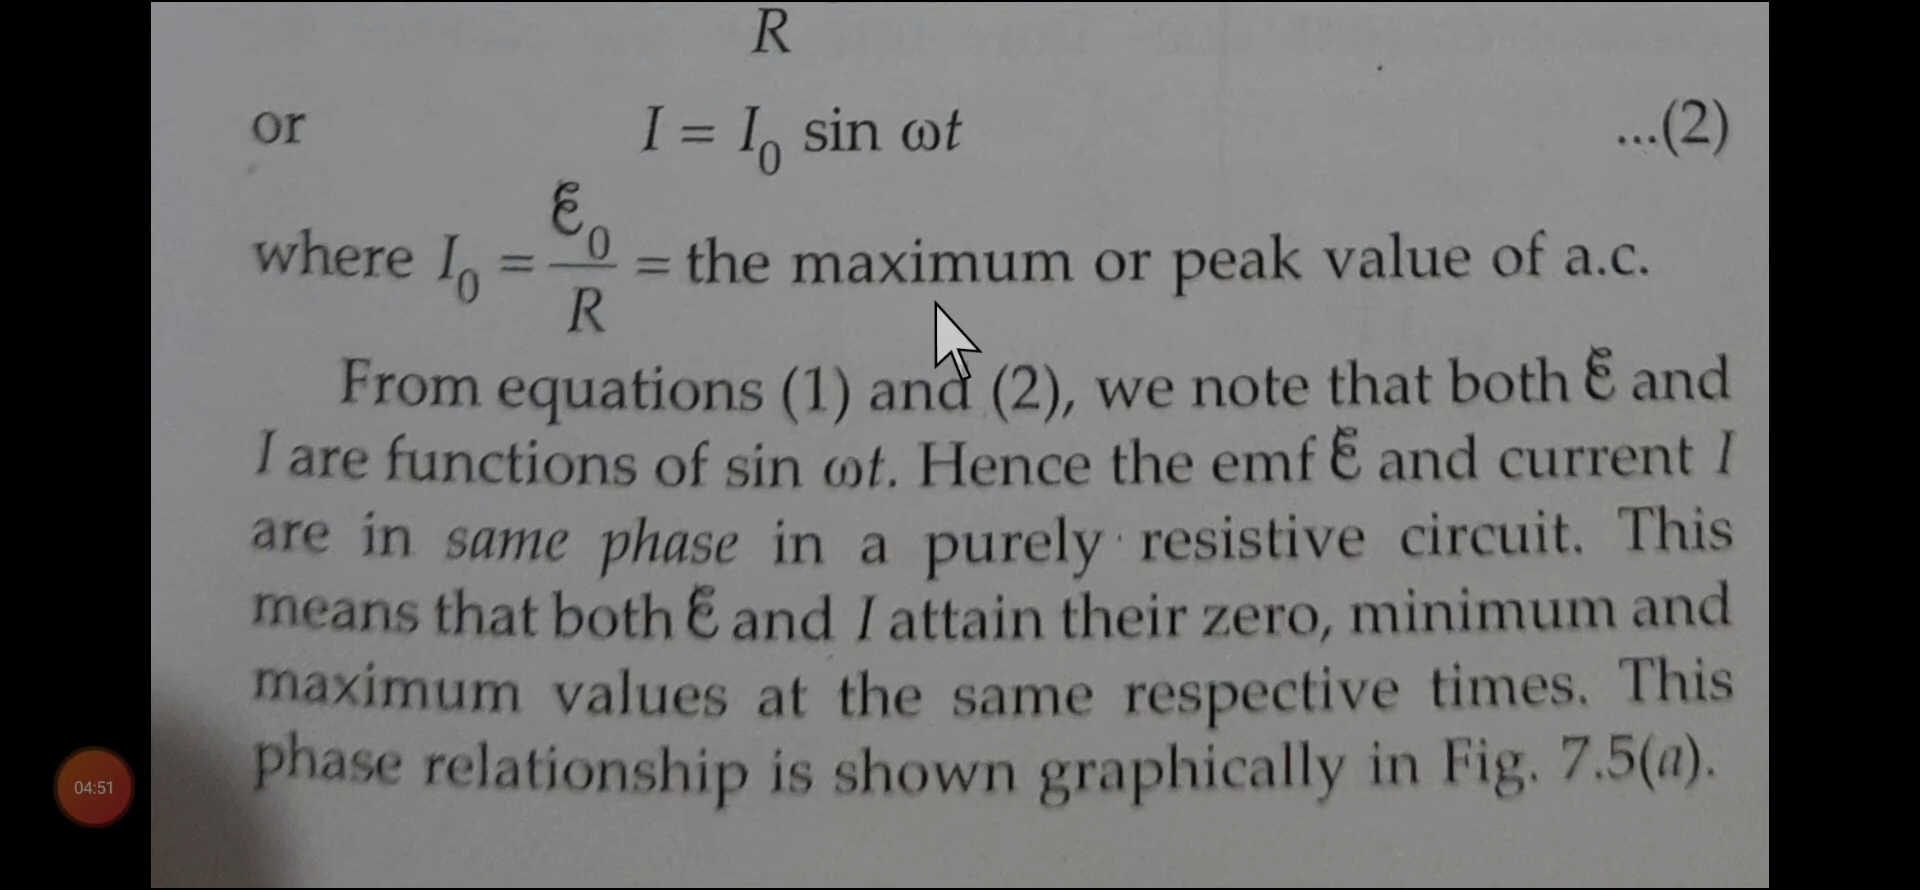 R
or I = I₀ sin ωt ...(2)
where I₀ = ℰ₀/R = the maximum or peak value of a.c.
From equations (1) and (2), we note that both ℰ and
I are functions of sin ωt. Hence the emf ℰ and current I
are in same phase in a purely resistive circuit. This
means that both ℰ and I attain their zero, minimum and
maximum values at the same respective times. This
phase relationship is shown graphically in Fig. 7.5(a).
04:51